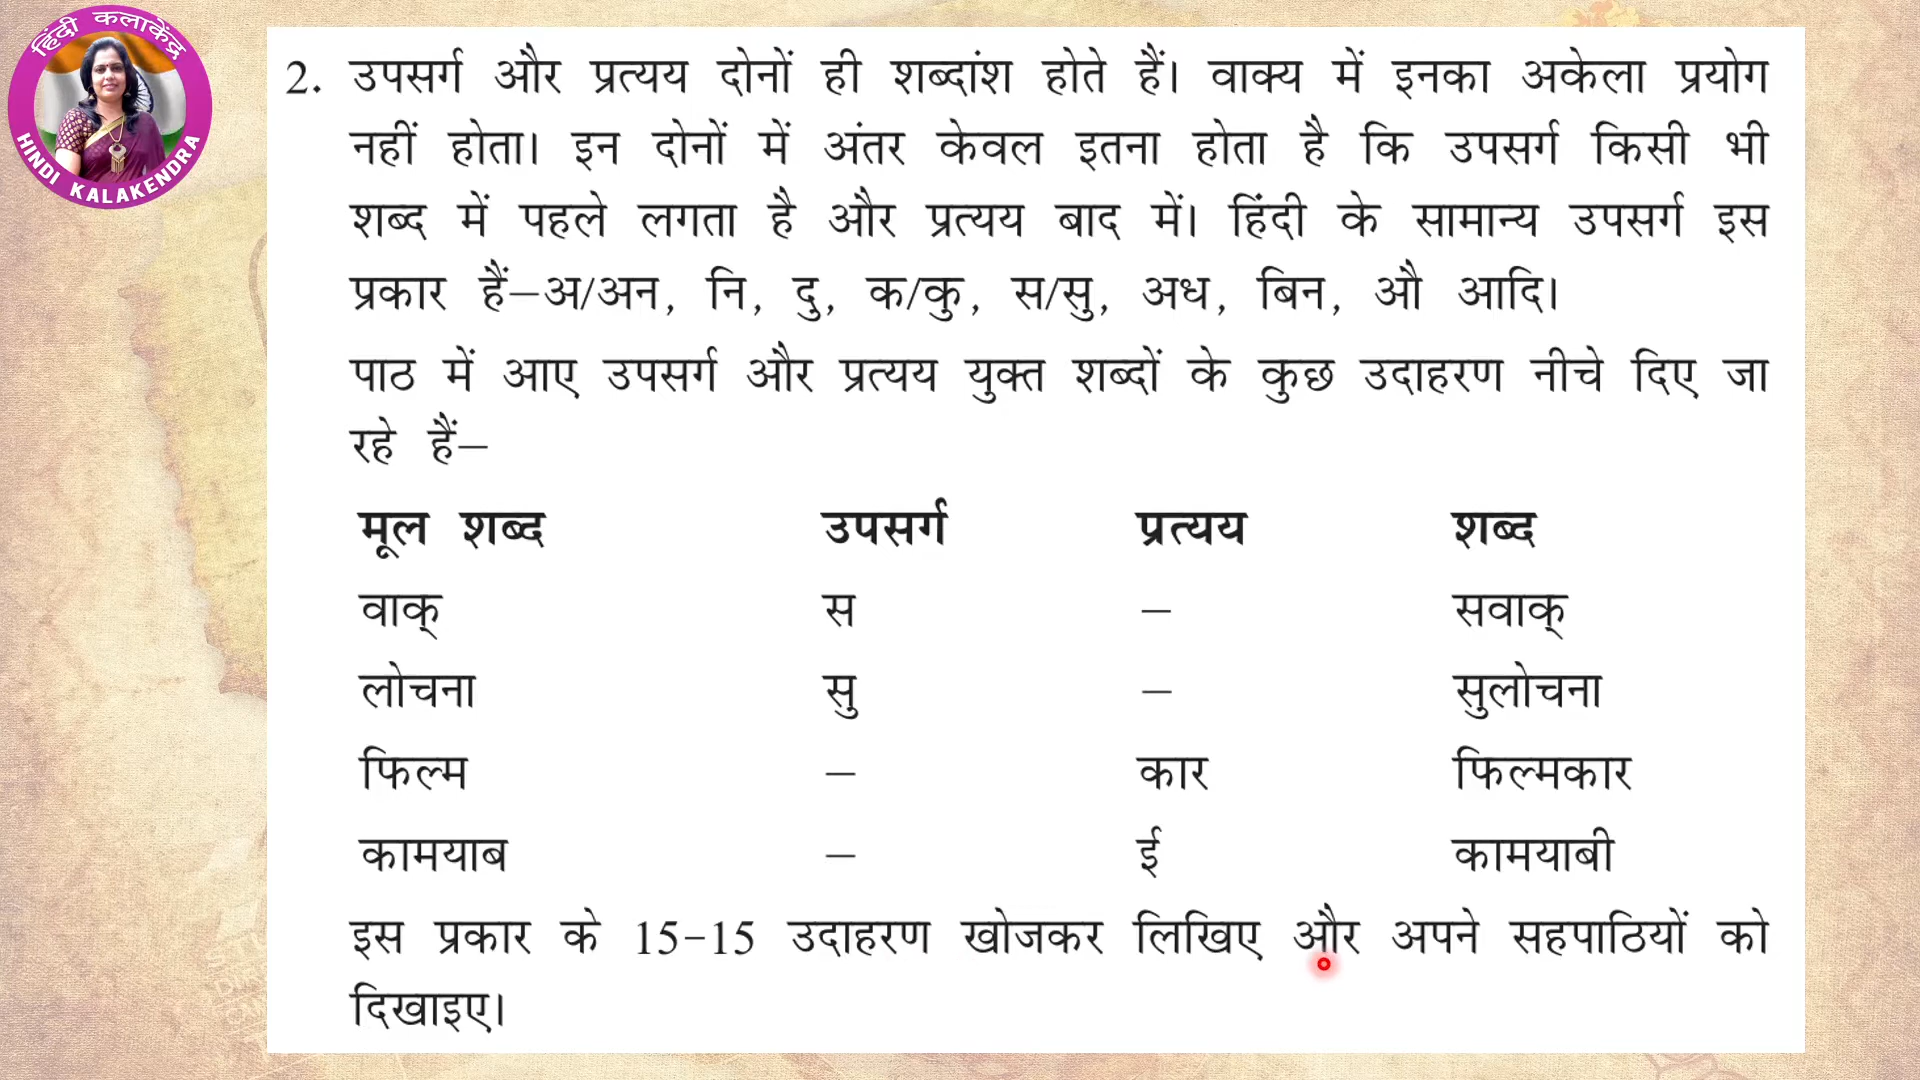 हिंदी कलाकेंद्र
HINDI KALAKENDRA
2. उपसर्ग और प्रत्यय दोनों ही शब्दांश होते हैं। वाक्य में इनका अकेला प्रयोग
नहीं होता। इन दोनों में अंतर केवल इतना होता है कि उपसर्ग किसी भी
शब्द में पहले लगता है और प्रत्यय बाद में। हिंदी के सामान्य उपसर्ग इस
प्रकार हैं—अ/अन, नि, दु, क/कु, स/सु, अध, बिन, औ आदि।
पाठ में आए उपसर्ग और प्रत्यय युक्त शब्दों के कुछ उदाहरण नीचे दिए जा
रहे हैं—
मूल शब्द उपसर्ग प्रत्यय शब्द
वाक् स — सवाक्
लोचना सु — सुलोचना
फिल्म — कार फिल्मकार
कामयाब — ई कामयाबी
इस प्रकार के 15-15 उदाहरण खोजकर लिखिए और अपने सहपाठियों को
दिखाइए।